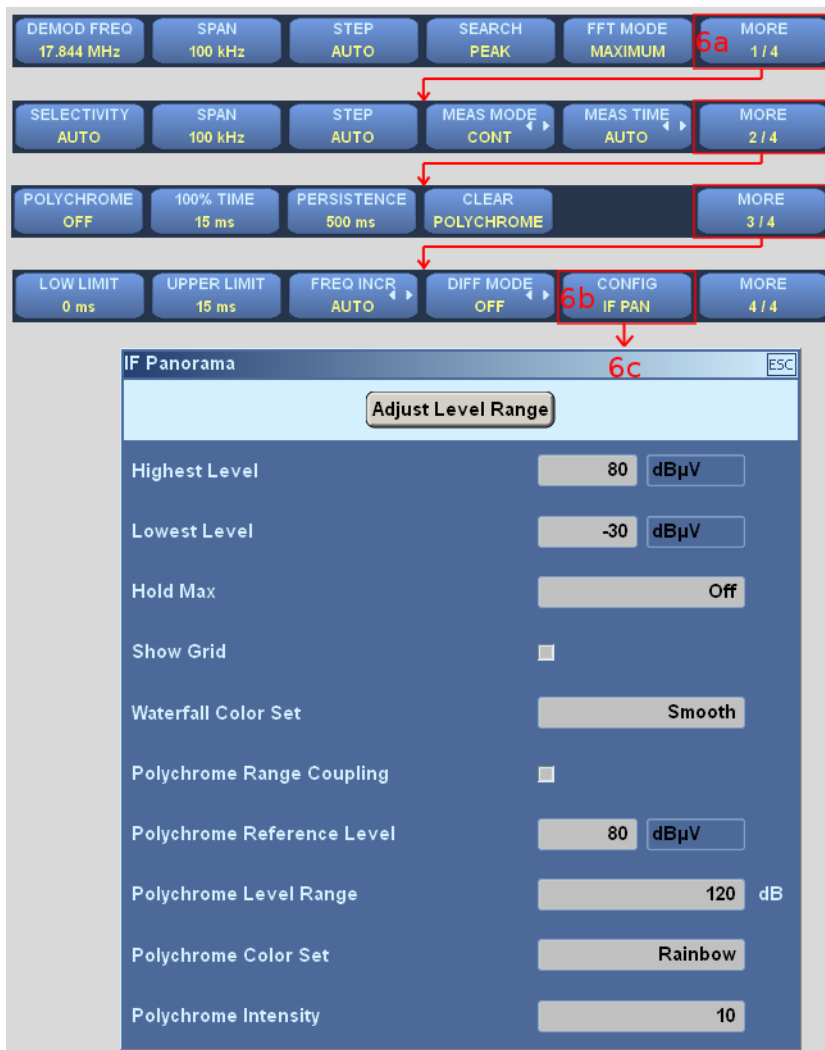 DEMOD FREQ SPAN STEP SEARCH FFT MODE MORE
17.844 MHz 100 kHz AUTO PEAK MAXIMUM 6a 1 / 4
SELECTIVITY SPAN STEP MEAS MODE MEAS TIME MORE
AUTO 100 kHz AUTO CONT AUTO 2 / 4
POLYCHROME 100% TIME PERSISTENCE CLEAR MORE
OFF 15 ms 500 ms POLYCHROME 3 / 4
LOW LIMIT UPPER LIMIT FREQ INCR DIFF MODE CONFIG MORE
0 ms 15 ms AUTO OFF 6b IF PAN 4 / 4
6c
IF Panorama ESC
Adjust Level Range
Highest Level 80 dBµV
Lowest Level -30 dBµV
Hold Max Off
Show Grid
Waterfall Color Set Smooth
Polychrome Range Coupling
Polychrome Reference Level 80 dBµV
Polychrome Level Range 120 dB
Polychrome Color Set Rainbow
Polychrome Intensity 10